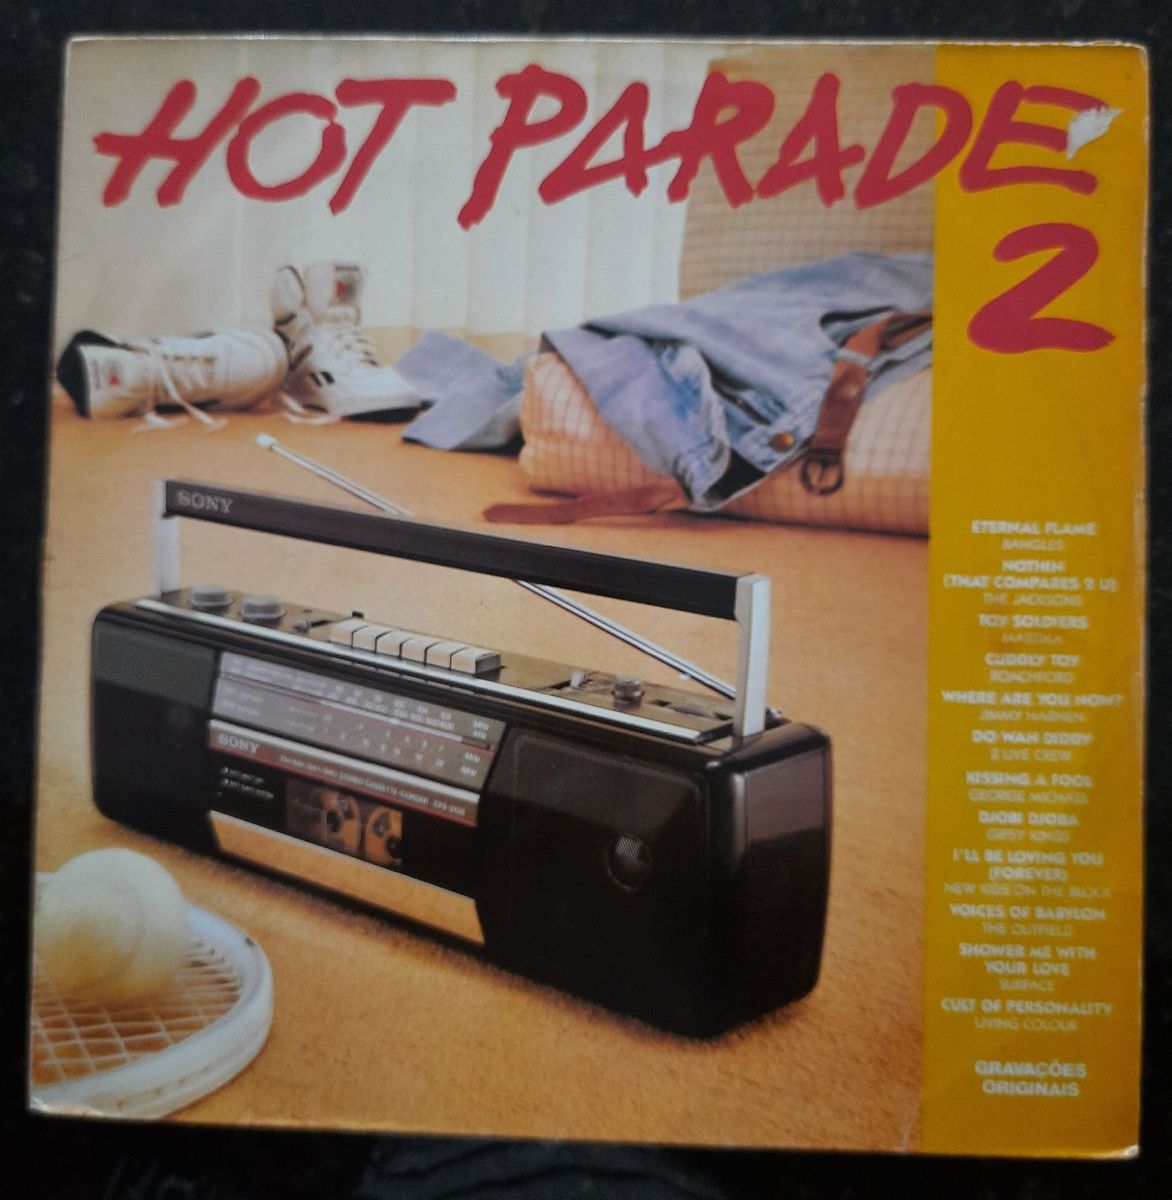 HOT PARADE
2
SONY
SONY
ETERNAL FLAME
BANGLES
NOTHIN
(THAT COMPARES 2 U)
THE JACKSONS
TOY SOLDIERS
MARTIKA
CUDDLY TOY
ROACHFORD
WHERE ARE YOU NOW?
JIMMY HARNEN
DO WAH DIDDY
2 LIVE CREW
KISSING A FOOL
GEORGE MICHAEL
DJOBI DJOBA
GIPSY KINGS
I'LL BE LOVING YOU
(FOREVER)
NEW KIDS ON THE BLOCK
VOICES OF BABYLON
THE OUTFIELD
SHOWER ME WITH
YOUR LOVE
SURFACE
CULT OF PERSONALITY
LIVING COLOUR
GRAVAÇÕES
ORIGINAIS